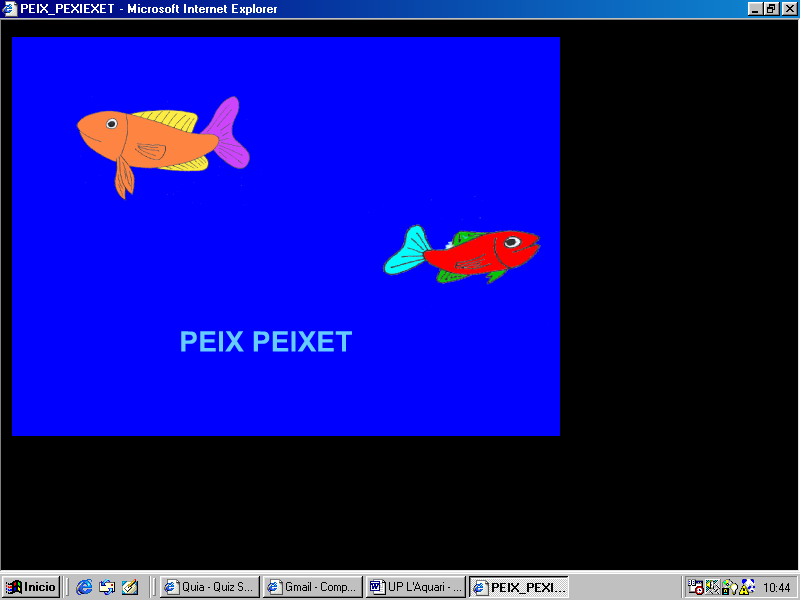 PEIX_PEXIEXET - Microsoft Internet Explorer
PEIX PEIXET
Inicio
Quia - Quiz S...
Gmail - Comp...
UP L'Aquari - ...
PEIX_PEXI...
10:44